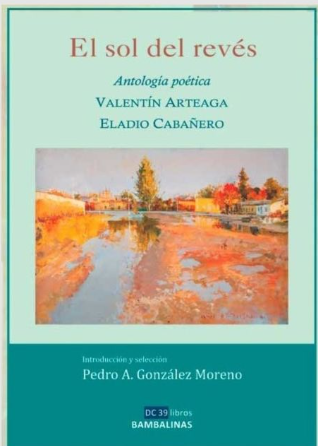 El sol del revés
Antología poética
VALENTÍN ARTEAGA
ELADIO CABAÑERO
Introducción y selección
Pedro A. González Moreno
DC 39 libros
BAMBALINAS